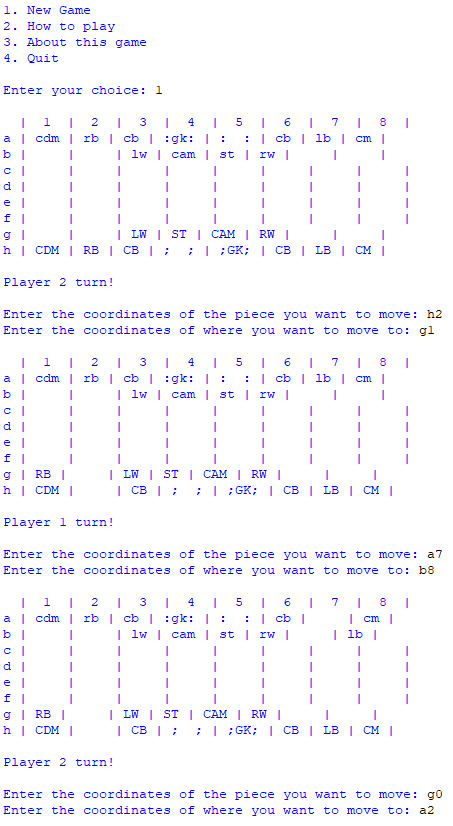 1. New Game
2. How to play
3. About this game
4. Quit
Enter your choice: 1
  |  1  |  2  |  3  |  4  |  5  |  6  |  7  |  8  |
a | cdm | rb | cb | :gk: | :  : | cb | lb | cm |
b |     |     | lw | cam | st | rw |     |     |
c |     |     |     |     |     |     |     |     |
d |     |     |     |     |     |     |     |     |
e |     |     |     |     |     |     |     |     |
f |     |     |     |     |     |     |     |     |
g |     |     | LW | ST | CAM | RW |     |     |
h | CDM | RB | CB | ;  ; | ;GK; | CB | LB | CM |
Player 2 turn!
Enter the coordinates of the piece you want to move: h2
Enter the coordinates of where you want to move to: g1
  |  1  |  2  |  3  |  4  |  5  |  6  |  7  |  8  |
a | cdm | rb | cb | :gk: | :  : | cb | lb | cm |
b |     |     | lw | cam | st | rw |     |     |
c |     |     |     |     |     |     |     |     |
d |     |     |     |     |     |     |     |     |
e |     |     |     |     |     |     |     |     |
f |     |     |     |     |     |     |     |     |
g | RB |     | LW | ST | CAM | RW |     |     |
h | CDM |     | CB | ;  ; | ;GK; | CB | LB | CM |
Player 1 turn!
Enter the coordinates of the piece you want to move: a7
Enter the coordinates of where you want to move to: b8
  |  1  |  2  |  3  |  4  |  5  |  6  |  7  |  8  |
a | cdm | rb | cb | :gk: | :  : | cb |     | cm |
b |     |     | lw | cam | st | rw |     | lb |
c |     |     |     |     |     |     |     |     |
d |     |     |     |     |     |     |     |     |
e |     |     |     |     |     |     |     |     |
f |     |     |     |     |     |     |     |     |
g | RB |     | LW | ST | CAM | RW |     |     |
h | CDM |     | CB | ;  ; | ;GK; | CB | LB | CM |
Player 2 turn!
Enter the coordinates of the piece you want to move: g0
Enter the coordinates of where you want to move to: a2